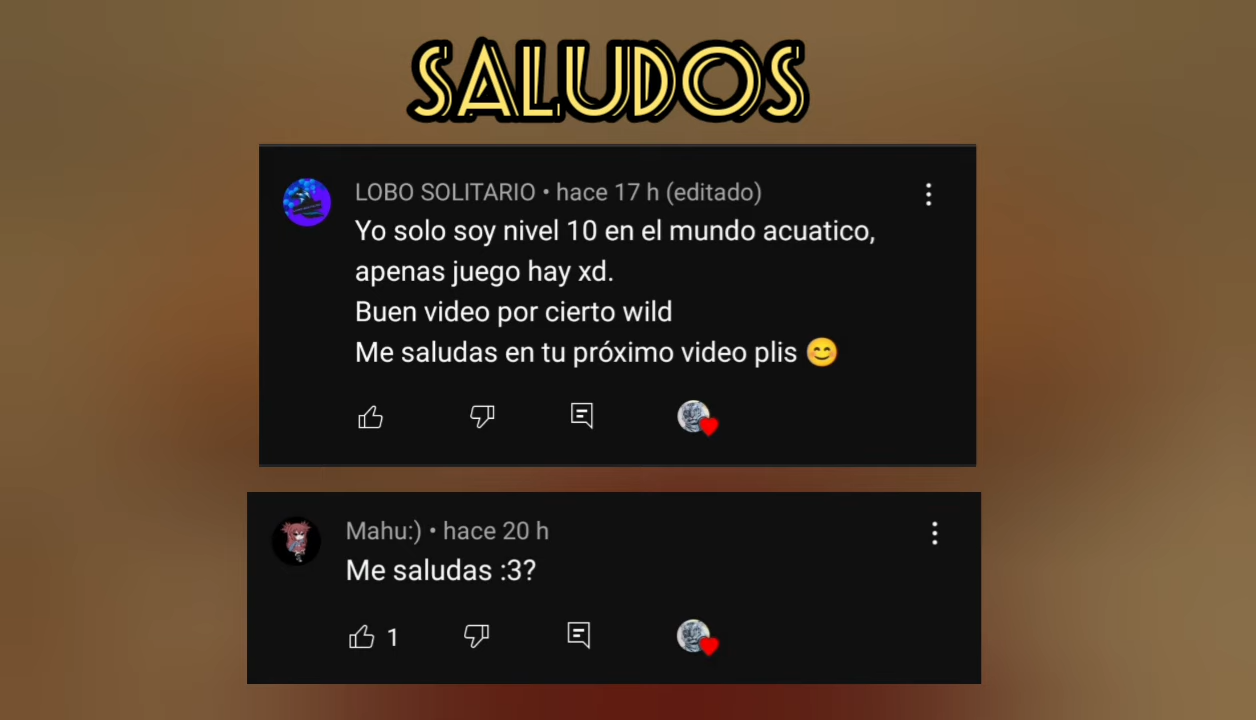 SALUDOS
LOBO SOLITARIO • hace 17 h (editado)
Yo solo soy nivel 10 en el mundo acuatico,
apenas juego hay xd.
Buen video por cierto wild
Me saludas en tu próximo video plis 😊
Mahu:) • hace 20 h
Me saludas :3?
1